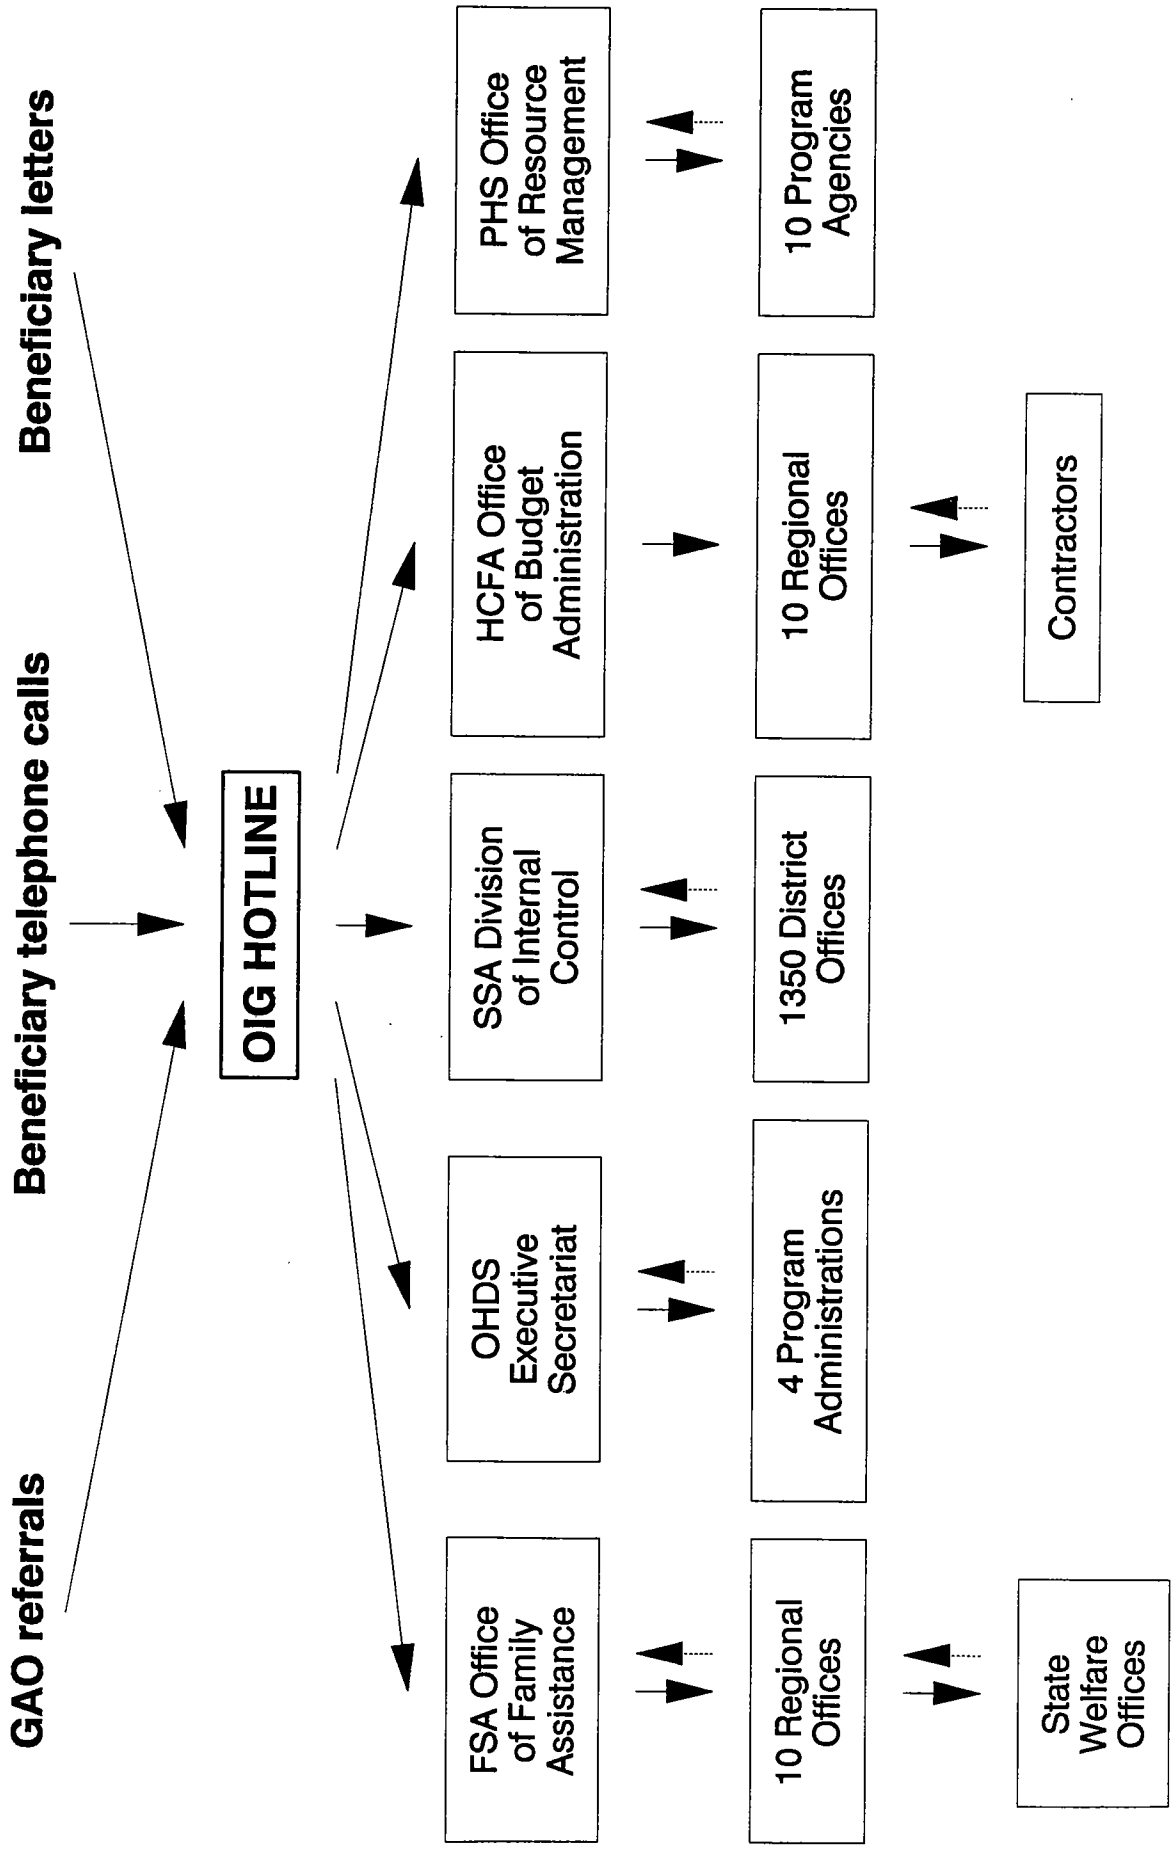 GAO referrals
Beneficiary telephone calls
Beneficiary letters
OIG HOTLINE
FSA Office
of Family
Assistance
OHDS
Executive
Secretariat
SSA Division
of Internal
Control
HCFA Office
of Budget
Administration
PHS Office
of Resource
Management
10 Regional
Offices
4 Program
Administrations
1350 District
Offices
10 Regional
Offices
10 Program
Agencies
State
Welfare
Offices
Contractors